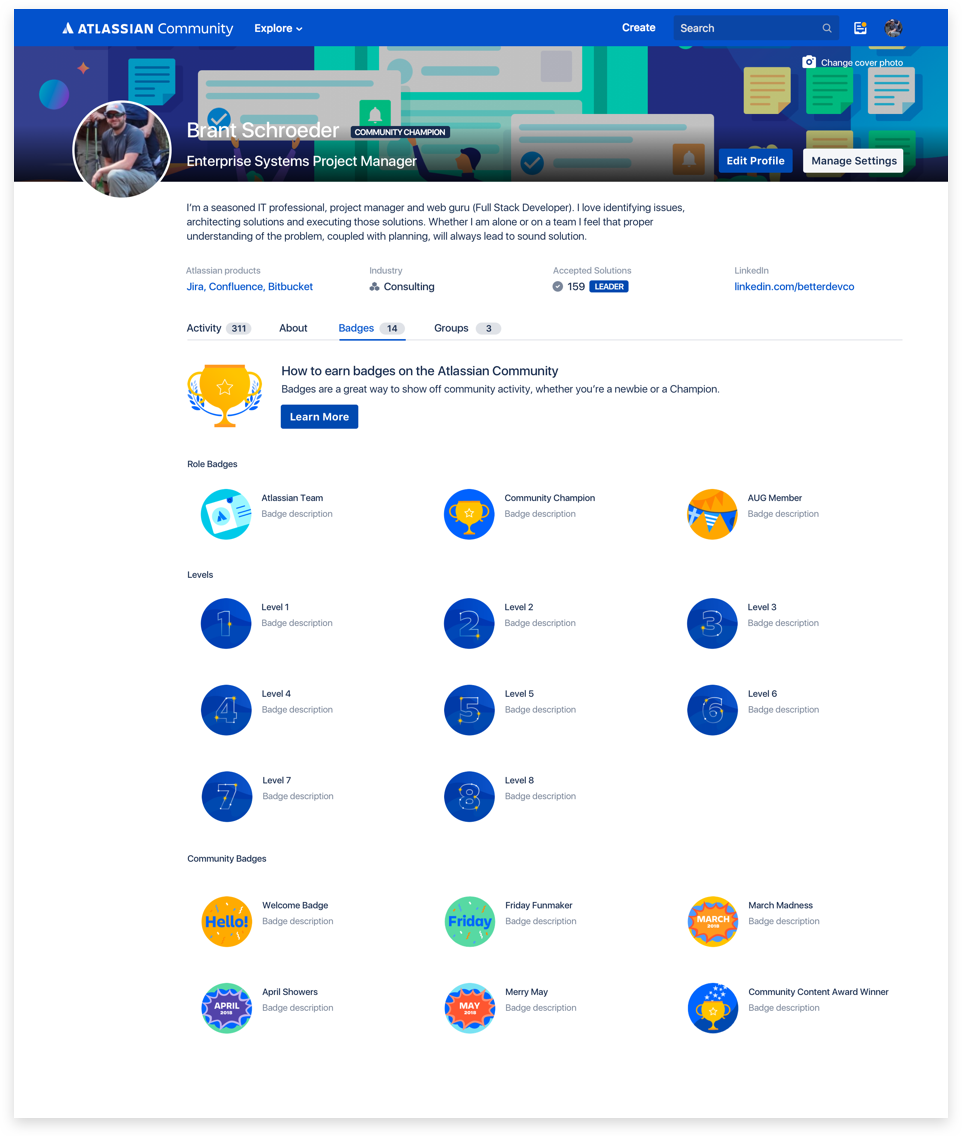 ATLASSIAN Community
Explore
Create
Search
Change cover photo
Brant Schroeder
COMMUNITY CHAMPION
Enterprise Systems Project Manager
Edit Profile
Manage Settings
I'm a seasoned IT professional, project manager and web guru (Full Stack Developer). I love identifying issues,
architecting solutions and executing those solutions. Whether I am alone or on a team I feel that proper
understanding of the problem, coupled with planning, will always lead to sound solution.
Atlassian products
Industry
Accepted Solutions
LinkedIn
Jira, Confluence, Bitbucket
Consulting
159 LEADER
linkedin.com/betterdevco
Activity 311
About
Badges 14
Groups 3
How to earn badges on the Atlassian Community
Badges are a great way to show off community activity, whether you're a newbie or a Champion.
Learn More
Role Badges
Atlassian Team
Badge description
Community Champion
Badge description
AUG Member
Badge description
Levels
1
Level 1
Badge description
2
Level 2
Badge description
3
Level 3
Badge description
4
Level 4
Badge description
5
Level 5
Badge description
6
Level 6
Badge description
7
Level 7
Badge description
8
Level 8
Badge description
Community Badges
Hello!
Welcome Badge
Badge description
Friday
Friday Funmaker
Badge description
MARCH
2018
March Madness
Badge description
APRIL
2018
April Showers
Badge description
MAY
2018
Merry May
Badge description
Community Content Award Winner
Badge description